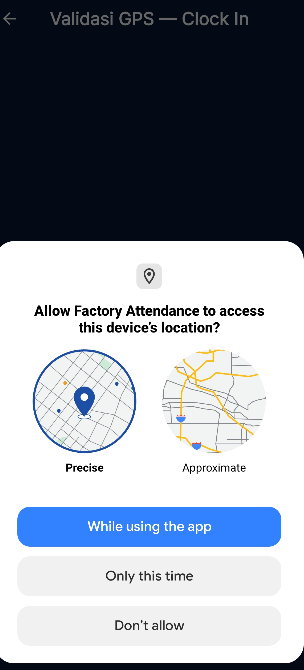 Validasi GPS — Clock In
Allow Factory Attendance to access
this device's location?
Precise
Approximate
While using the app
Only this time
Don't allow